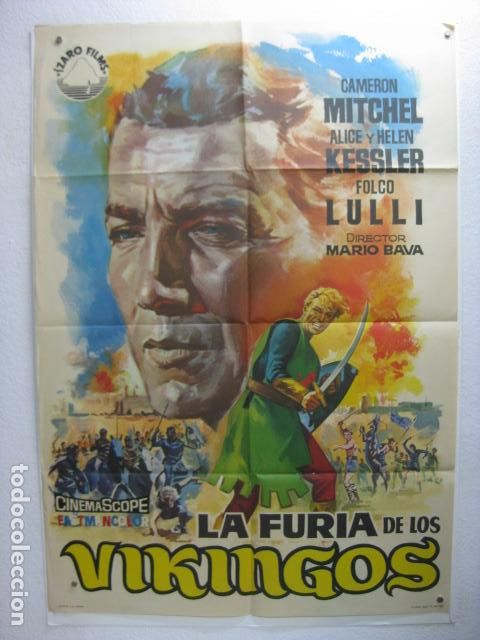 IZARO FILMS
CAMERON
MITCHEL
ALICE Y HELEN
KESSLER
FOLCO
LULLI
DIRECTOR
MARIO BAVA
CINEMASCOPE
EASTMANCOLOR
LA FURIA DE LOS
VIKINGOS
todocoleccion.net